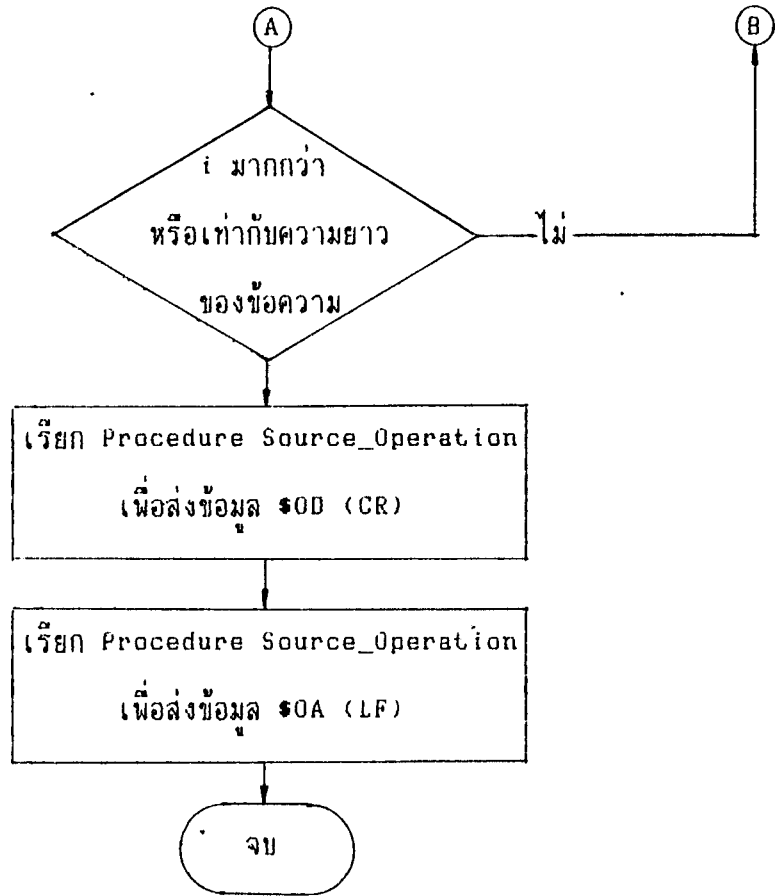 A
B
i มากกว่า
หรือเท่ากับความยาว
ไม่
ของข้อความ
เรียก Procedure Source_Operation
เพื่อส่งข้อมูล $0D (CR)
เรียก Procedure Source_Operation
เพื่อส่งข้อมูล $0A (LF)
จบ